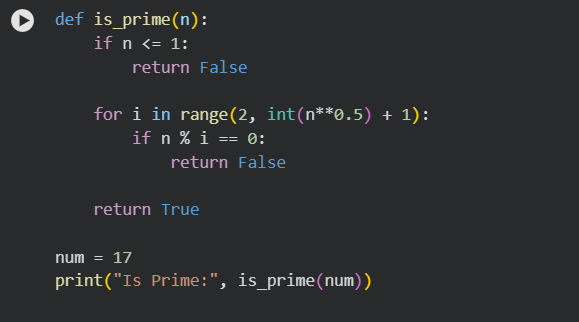 def is_prime(n):
    if n <= 1:
        return False

    for i in range(2, int(n**0.5) + 1):
        if n % i == 0:
            return False

    return True

num = 17
print("Is Prime:", is_prime(num))